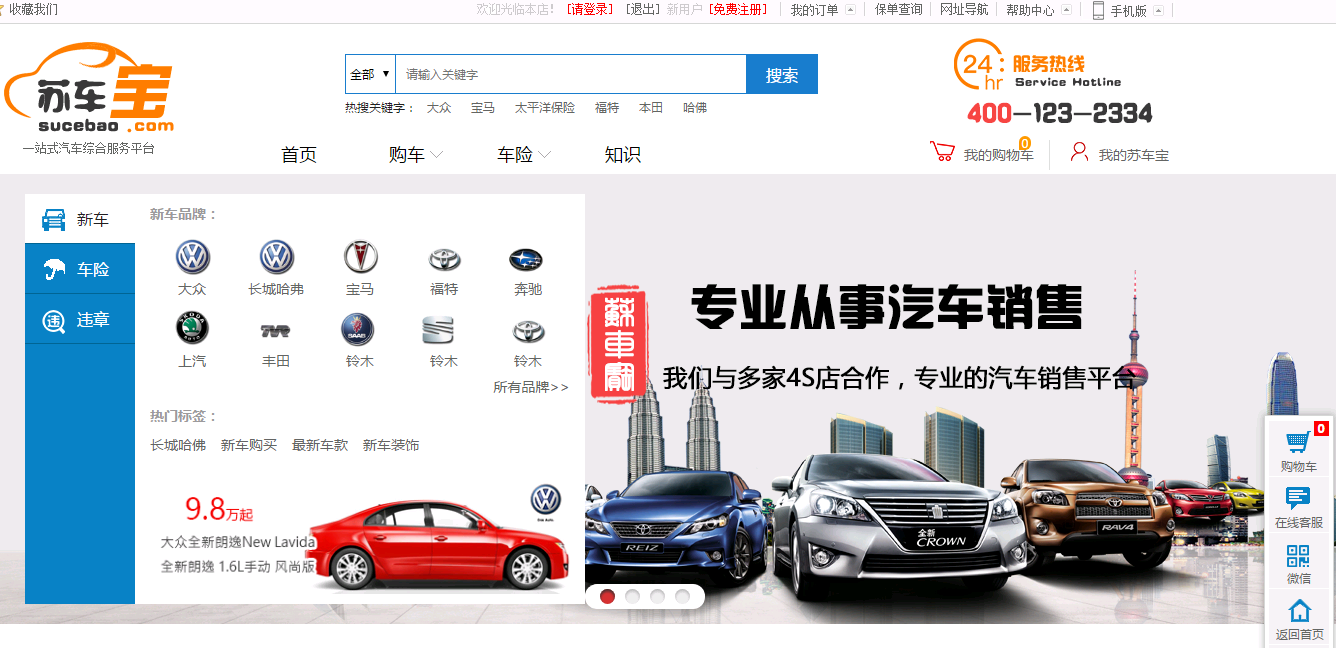 收藏我们
欢迎光临本店! [请登录] [退出] 新用户 [免费注册] 我的订单 保单查询 网址导航 帮助中心 手机版
苏车宝
sucebao .com
一站式汽车综合服务平台
全部 请输入关键字 搜索
热搜关键字: 大众 宝马 太平洋保险 福特 本田 哈佛
24:
hr
服务热线
Service Hotline
400—123—2334
首页 购车 车险 知识
我的购物车 0 我的苏车宝
新车
车险
违章
新车品牌:
大众 长城哈弗 宝马 福特 奔驰
SKODA AUTO TVR SAAB
上汽 丰田 铃木 铃木 铃木
所有品牌>>
热门标签:
长城哈佛 新车购买 最新车款 新车装饰
9.8万起
大众全新朗逸New Lavida
全新朗逸 1.6L手动 风尚版
蘇車寶
专业从事汽车销售
我们与多家4S店合作，专业的汽车销售平台
REIZ
全新
CROWN
RAV4
0
购物车
在线客服
微信
返回首页